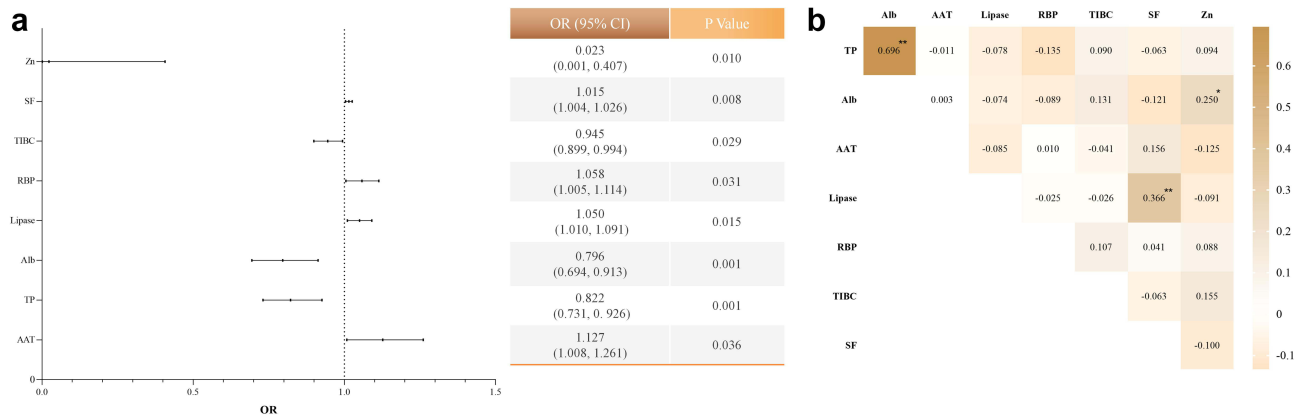 a
OR (95% CI) P Value
Zn
0.023
(0.001, 0.407)
0.010
SF
1.015
(1.004, 1.026)
0.008
TIBC
0.945
(0.899, 0.994)
0.029
RBP
1.058
(1.005, 1.114)
0.031
Lipase
1.050
(1.010, 1.091)
0.015
Alb
0.796
(0.694, 0.913)
0.001
TP
0.822
(0.731, 0. 926)
0.001
AAT
1.127
(1.008, 1.261)
0.036
0
0.0 0.5 1.0 1.5
OR
b
Alb AAT Lipase RBP TIBC SF Zn
TP 0.696** -0.011 -0.078 -0.135 0.090 -0.063 0.094
Alb 0.003 -0.074 -0.089 0.131 -0.121 0.250*
AAT -0.085 0.010 -0.041 0.156 -0.125
Lipase -0.025 -0.026 0.366** -0.091
RBP 0.107 0.041 0.088
TIBC -0.063 0.155
SF -0.100
0.6
0.5
0.4
0.3
0.2
0.1
0
-0.1